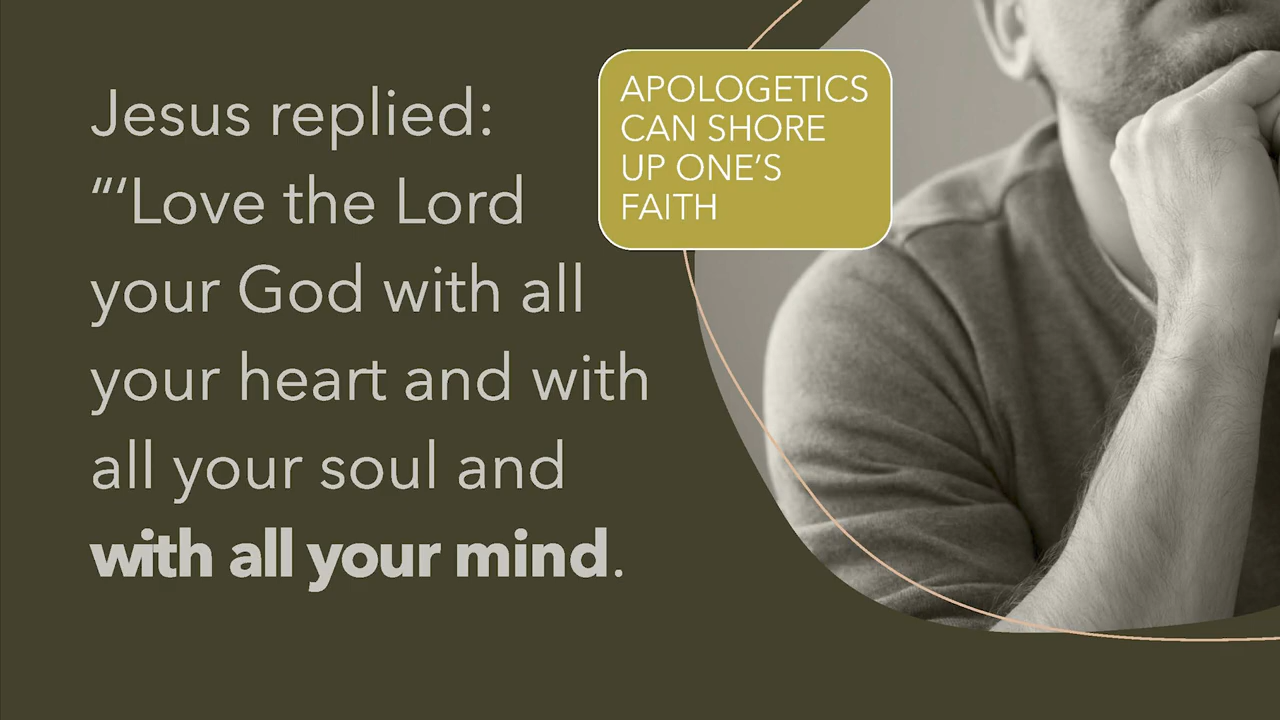 Jesus replied:
“‘Love the Lord
your God with all
your heart and with
all your soul and
with all your mind.
APOLOGETICS
CAN SHORE
UP ONE’S
FAITH